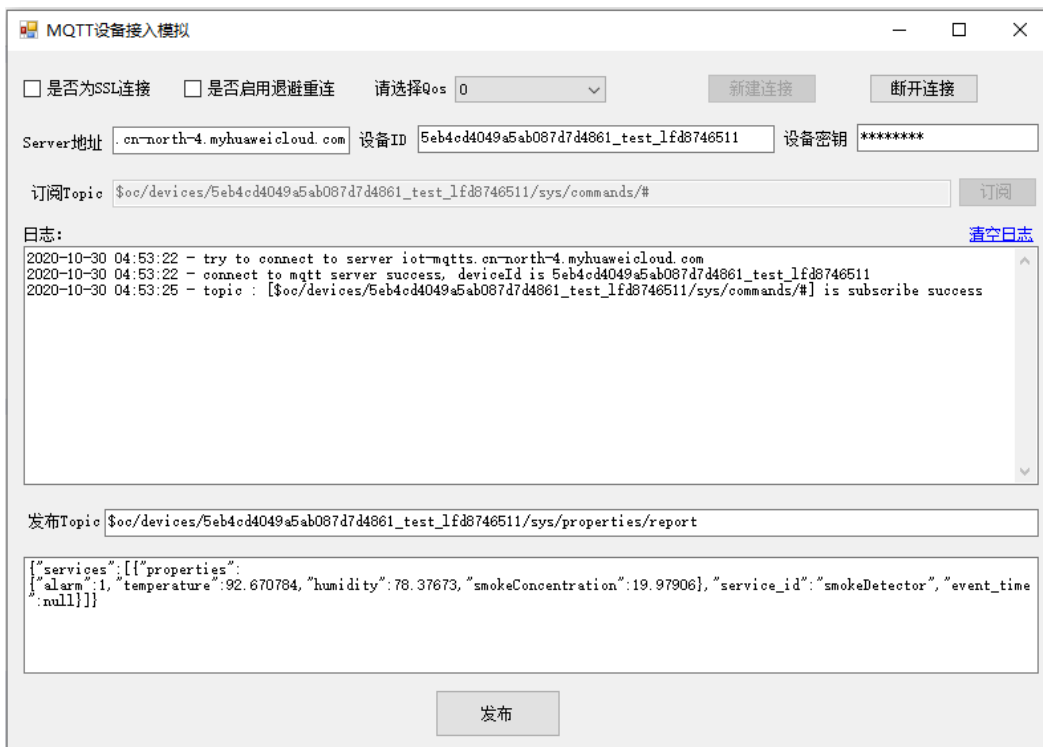 MQTT设备接入模拟
是否为SSL连接 是否启用退避重连 请选择Qos 0 新建连接 断开连接
Server地址 .cn-north-4.myhuaweicloud.com 设备ID 5eb4cd4049a5ab087d7d4861_test_lfd8746511 设备密钥 ********
订阅Topic $oc/devices/5eb4cd4049a5ab087d7d4861_test_lfd8746511/sys/commands/# 订阅
日志: 清空日志
2020-10-30 04:53:22 - try to connect to server iot-mqtts.cn-north-4.myhuaweicloud.com
2020-10-30 04:53:22 - connect to mqtt server success, deviceId is 5eb4cd4049a5ab087d7d4861_test_lfd8746511
2020-10-30 04:53:25 - topic : [$oc/devices/5eb4cd4049a5ab087d7d4861_test_lfd8746511/sys/commands/#] is subscribe success
发布Topic $oc/devices/5eb4cd4049a5ab087d7d4861_test_lfd8746511/sys/properties/report
{"services":[{"properties":
{"alarm":1,"temperature":92.670784,"humidity":78.37673,"smokeConcentration":19.97906},"service_id":"smokeDetector","event_time
":null}]}
发布